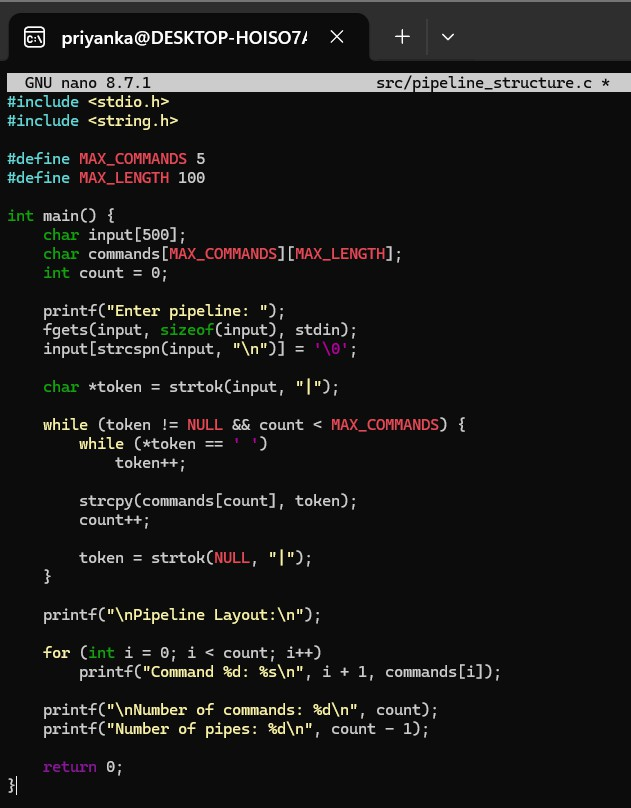 priyanka@DESKTOP-HOISO7A
GNU nano 8.7.1 src/pipeline_structure.c *
#include <stdio.h>
#include <string.h>

#define MAX_COMMANDS 5
#define MAX_LENGTH 100

int main() {
    char input[500];
    char commands[MAX_COMMANDS][MAX_LENGTH];
    int count = 0;

    printf("Enter pipeline: ");
    fgets(input, sizeof(input), stdin);
    input[strcspn(input, "\n")] = '\0';

    char *token = strtok(input, "|");

    while (token != NULL && count < MAX_COMMANDS) {
        while (*token == ' ')
            token++;

        strcpy(commands[count], token);
        count++;

        token = strtok(NULL, "|");
    }

    printf("\nPipeline Layout:\n");

    for (int i = 0; i < count; i++)
        printf("Command %d: %s\n", i + 1, commands[i]);

    printf("\nNumber of commands: %d\n", count);
    printf("Number of pipes: %d\n", count - 1);

    return 0;
}